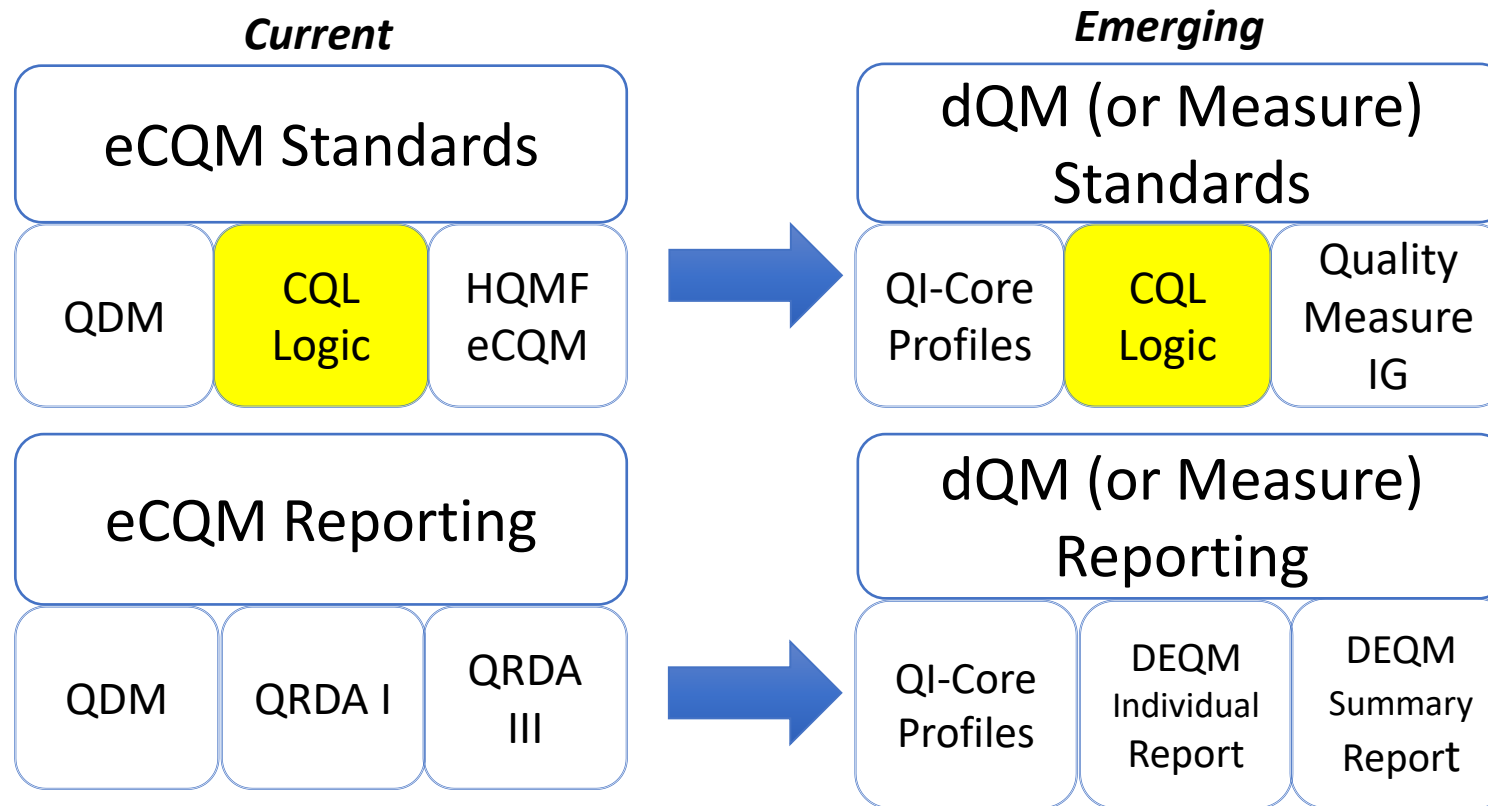 Current
eCQM Standards
QDM
CQL
Logic
HQMF
eCQM
eCQM Reporting
QDM
QRDA I
QRDA
III
Emerging
dQM (or Measure)
Standards
QI-Core
Profiles
CQL
Logic
Quality
Measure
IG
dQM (or Measure)
Reporting
QI-Core
Profiles
DEQM
Individual
Report
DEQM
Summary
Report